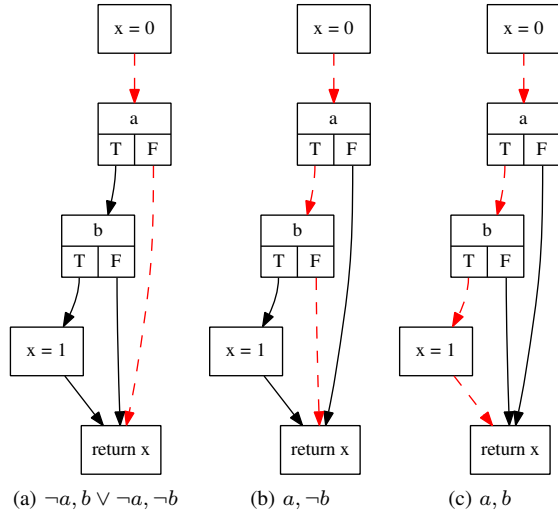 x = 0 x = 0 x = 0
a a a
T F T F T F
b b b
T F T F T F
x = 1 x = 1 x = 1
return x return x return x
(a) ¬a, b ∨ ¬a, ¬b (b) a, ¬b (c) a, b